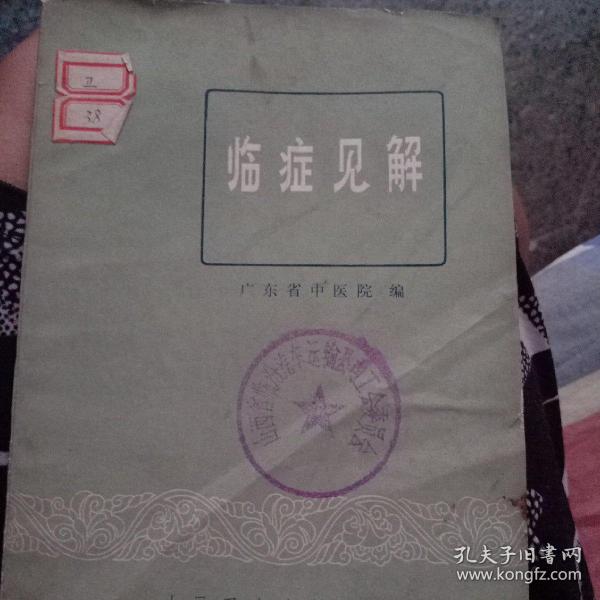 卫
38
临症见解
广东省中医院 编
孔夫子旧书网
www.kongfz.com